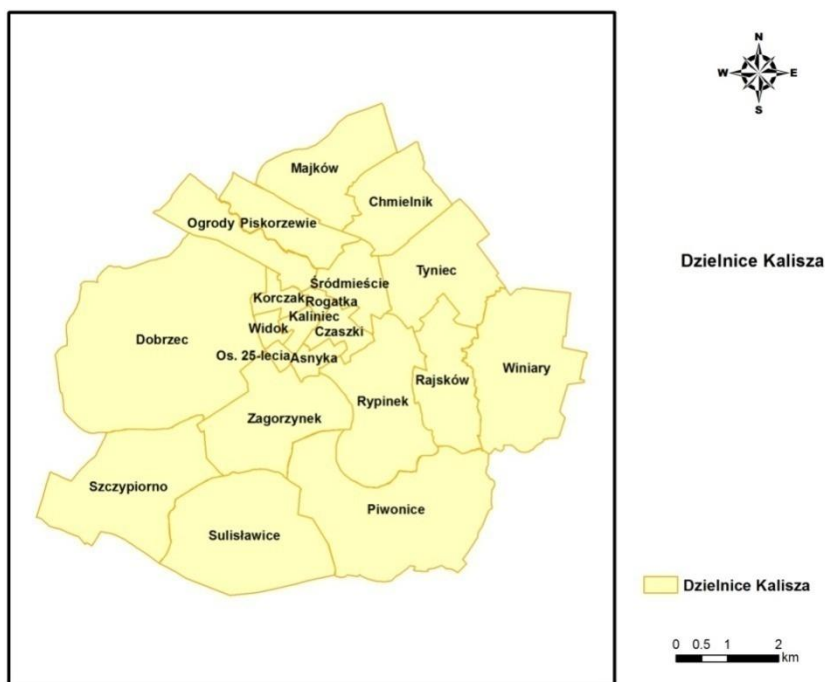 N
W E
S
Majków
Chmielnik
Ogrody Piskorzewie
Tyniec
Śródmieście
Korczak Rogatka
Kaliniec
Widok Czaszki
Dobrzec
Os. 25-lecia Asnyka
Winiary
Rajsków
Rypinek
Zagorzynek
Szczypiorno
Piwonice
Sulisławice
Dzielnice Kalisza
Dzielnice Kalisza
0 0.5 1 2
km